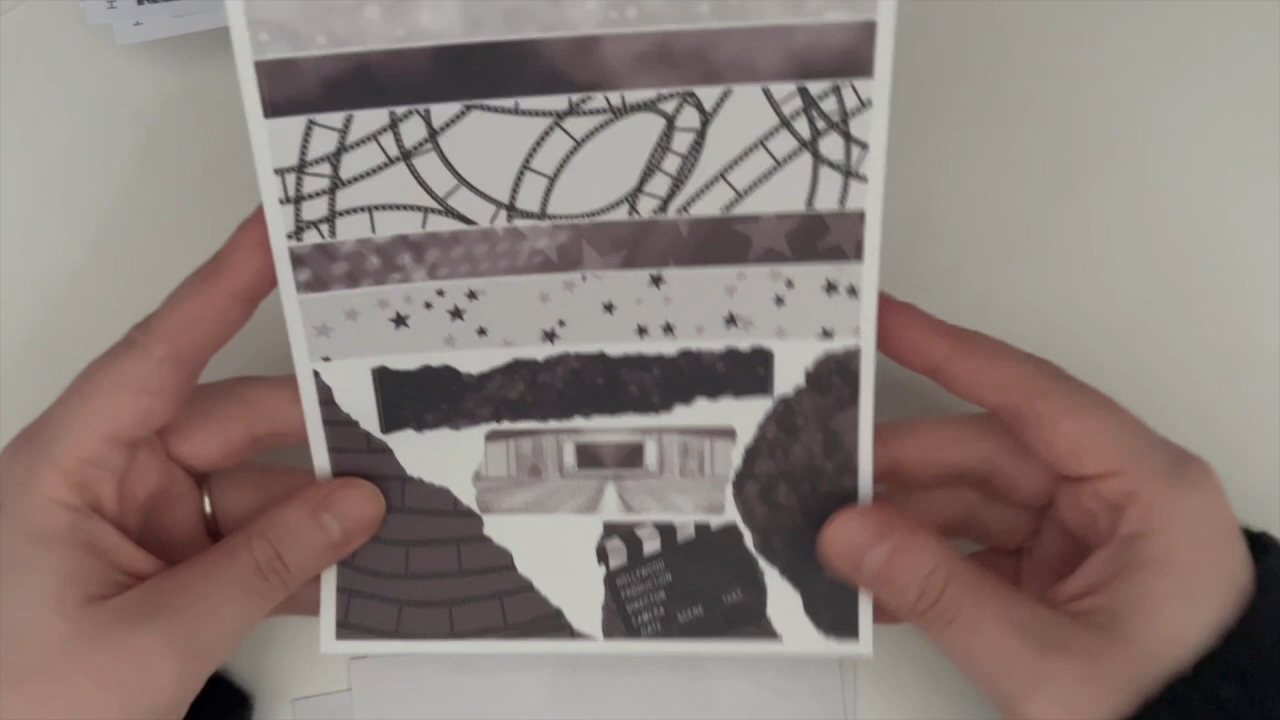 HOLLYWOOD
PRODUCTION
DIRECTOR
CAMERA
DATE SCENE TAKE